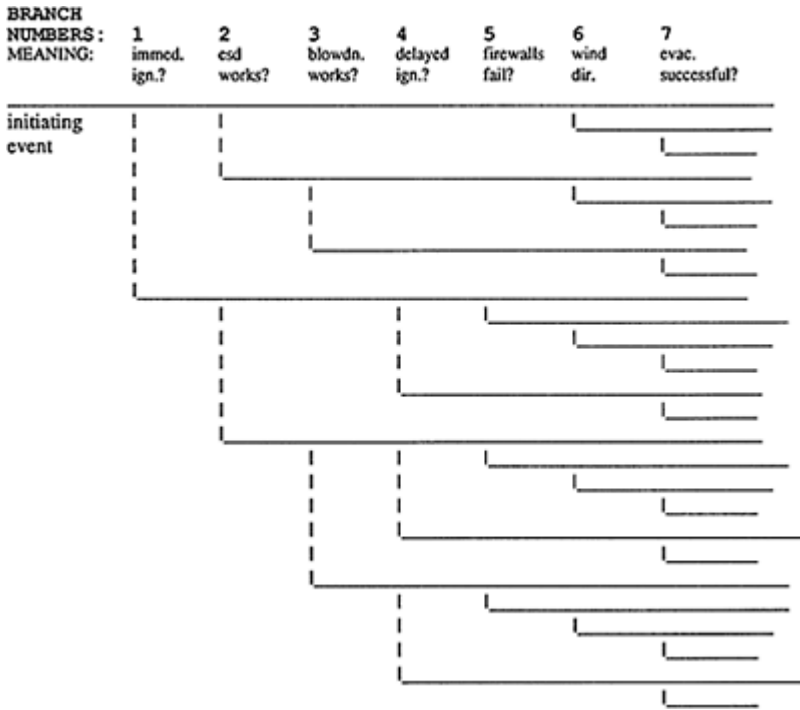 BRANCH
NUMBERS: 1 2 3 4 5 6 7
MEANING: immed. esd blowdn. delayed firewalls wind evac.
ign.? works? works? ign.? fail? dir. successful?
initiating
event